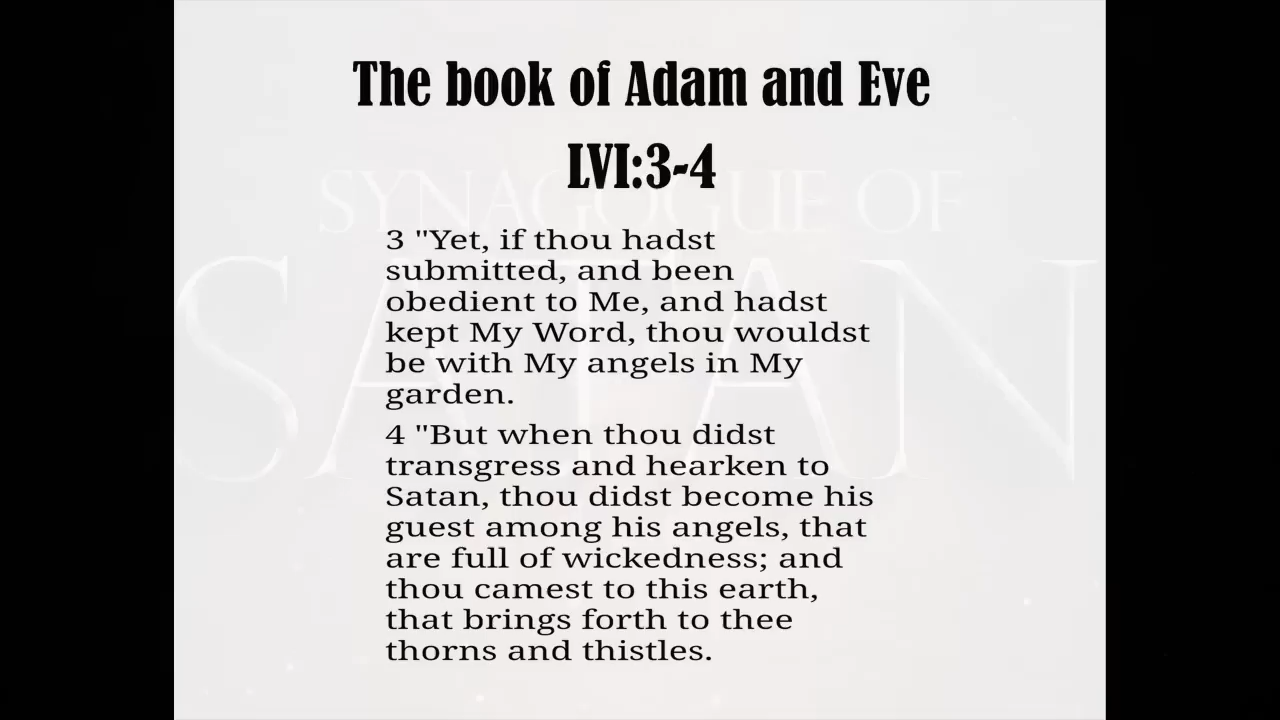 The book of Adam and Eve
LVI:3-4
SYNAGOGUE OF
SATAN
3 "Yet, if thou hadst
submitted, and been
obedient to Me, and hadst
kept My Word, thou wouldst
be with My angels in My
garden.
4 "But when thou didst
transgress and hearken to
Satan, thou didst become his
guest among his angels, that
are full of wickedness; and
thou camest to this earth,
that brings forth to thee
thorns and thistles.